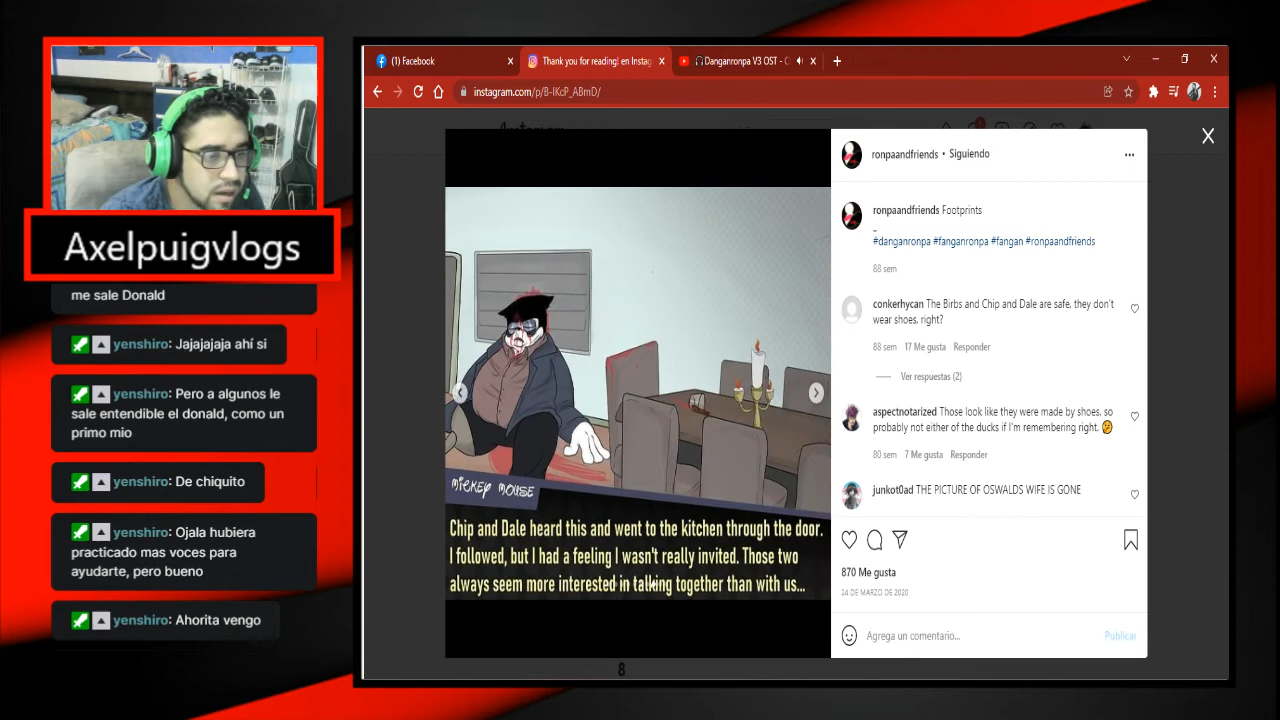 Axelpuigvlogs
me sale Donald
yenshiro: Jajajajaja ahí si
yenshiro: Pero a algunos le
sale entendible el donald, como un
primo mio
yenshiro: De chiquito
yenshiro: Ojala hubiera
practicado mas voces para
ayudarte, pero bueno
yenshiro: Ahorita vengo
(1) Facebook
Thank you for reading! en Instag
Danganronpa V3 OST - C
instagram.com/p/B-IKcP_ABmD/
MICKEY MOUSE
Chip and Dale heard this and went to the kitchen through the door.
I followed, but I had a feeling I wasn't really invited. Those two
always seem more interested in talking together than with us...
8
ronpaandfriends • Siguiendo
ronpaandfriends Footprints
_
#danganronpa #fanganronpa #fangan #ronpaandfriends
88 sem
conkerhycan The Birbs and Chip and Dale are safe, they don't
wear shoes, right?
88 sem 17 Me gusta Responder
Ver respuestas (2)
aspectnotarized Those look like they were made by shoes, so
probably not either of the ducks if I'm remembering right.
80 sem 7 Me gusta Responder
junkot0ad THE PICTURE OF OSWALDS WIFE IS GONE
870 Me gusta
24 DE MARZO DE 2020
Agrega un comentario...
Publicar